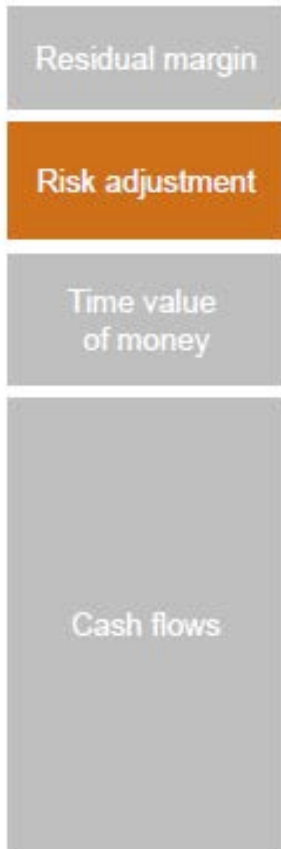 Residual margin
Risk adjustment
Time value
of money
Cash flows